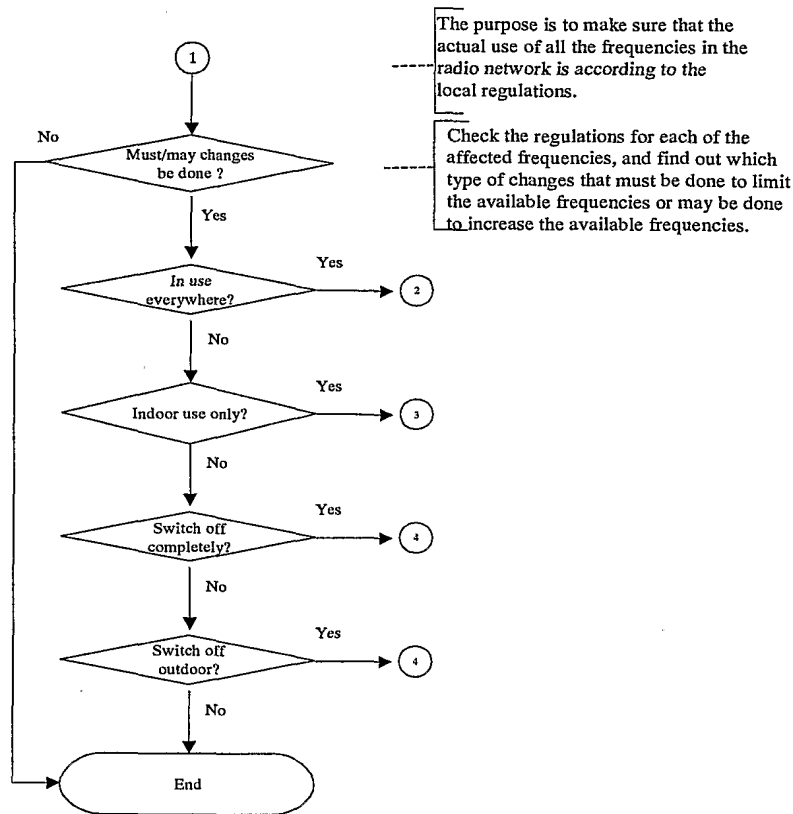 1
The purpose is to make sure that the
actual use of all the frequencies in the
radio network is according to the
local regulations.
No
Must/may changes
be done ?
Check the regulations for each of the
affected frequencies, and find out which
type of changes that must be done to limit
the available frequencies or may be done
to increase the available frequencies.
Yes
In use
everywhere?
Yes
2
No
Indoor use only?
Yes
3
No
Switch off
completely?
Yes
4
No
Switch off
outdoor?
Yes
4
No
End